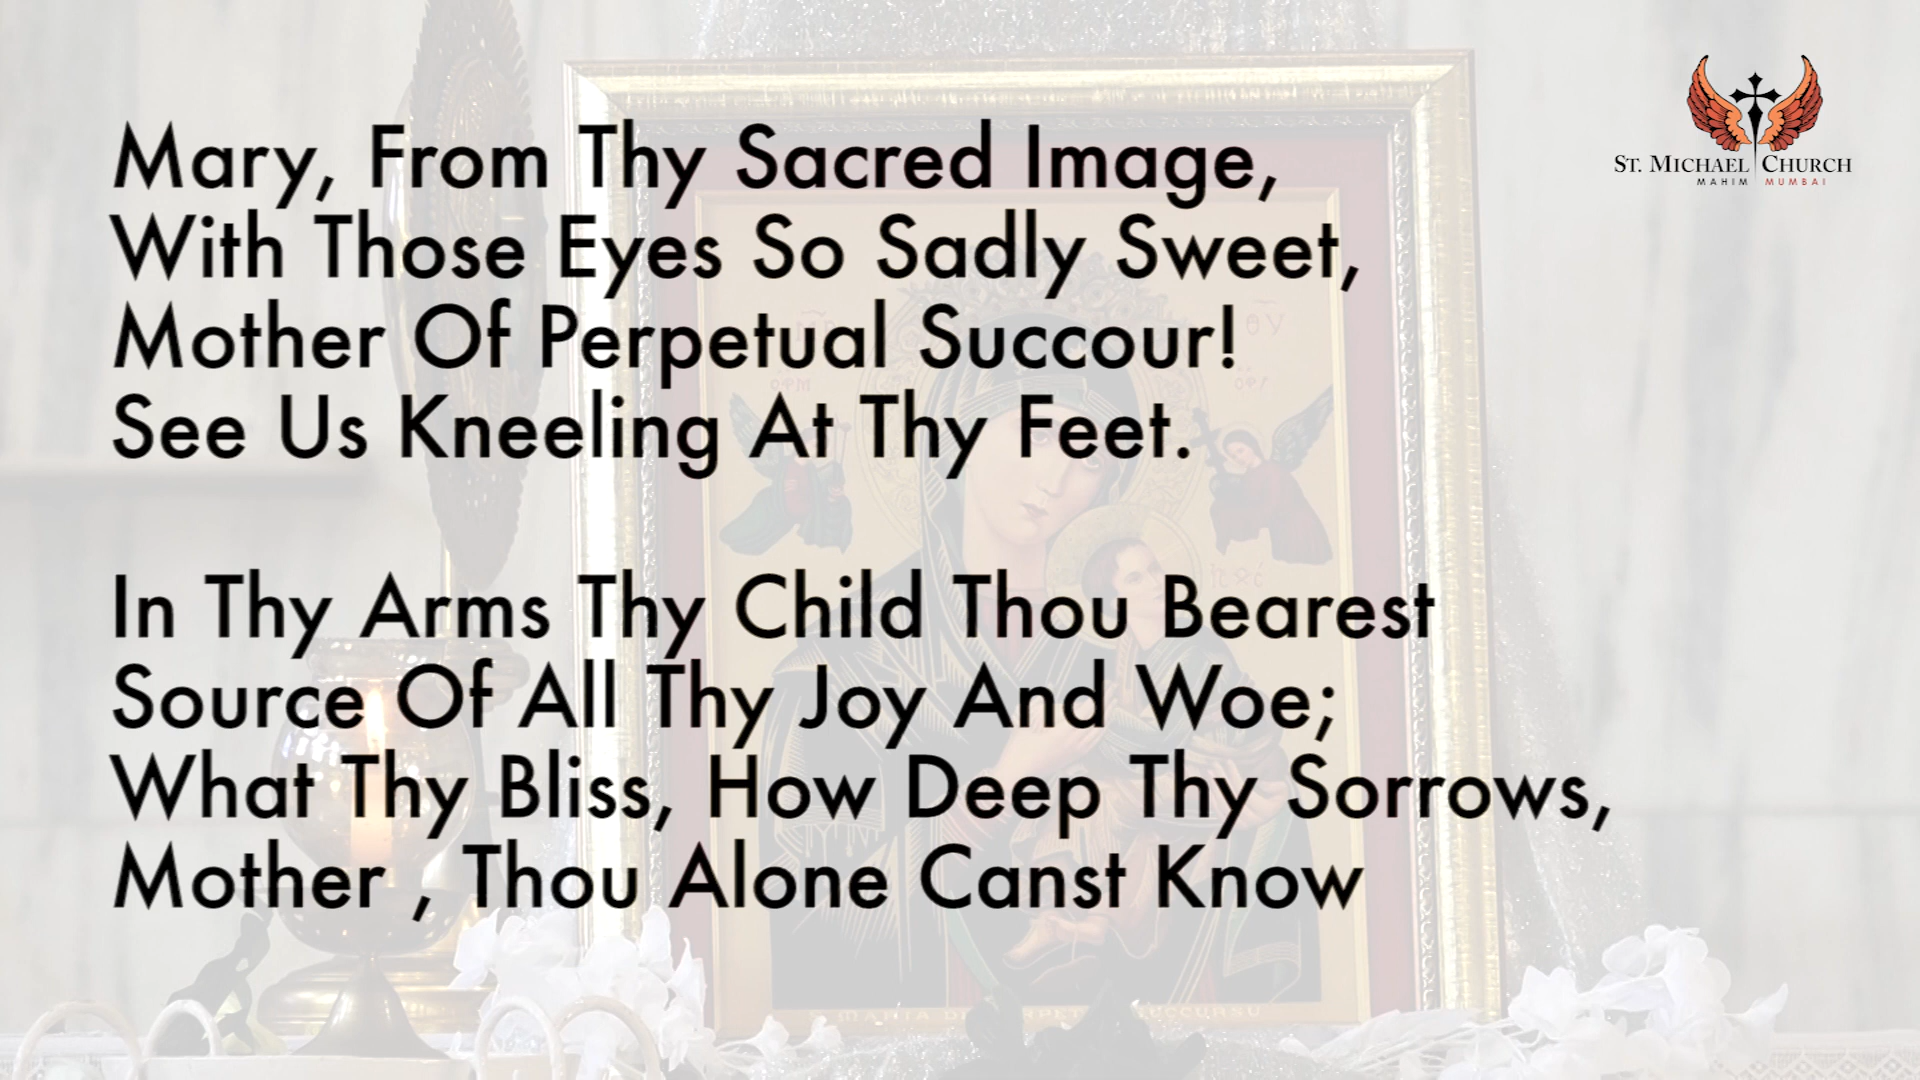 Mary, From Thy Sacred Image,
With Those Eyes So Sadly Sweet,
Mother Of Perpetual Succour!
See Us Kneeling At Thy Feet.
In Thy Arms Thy Child Thou Bearest
Source Of All Thy Joy And Woe;
What Thy Bliss, How Deep Thy Sorrows,
Mother , Thou Alone Canst Know
ST. MICHAEL CHURCH
MAHIM MUMBAI